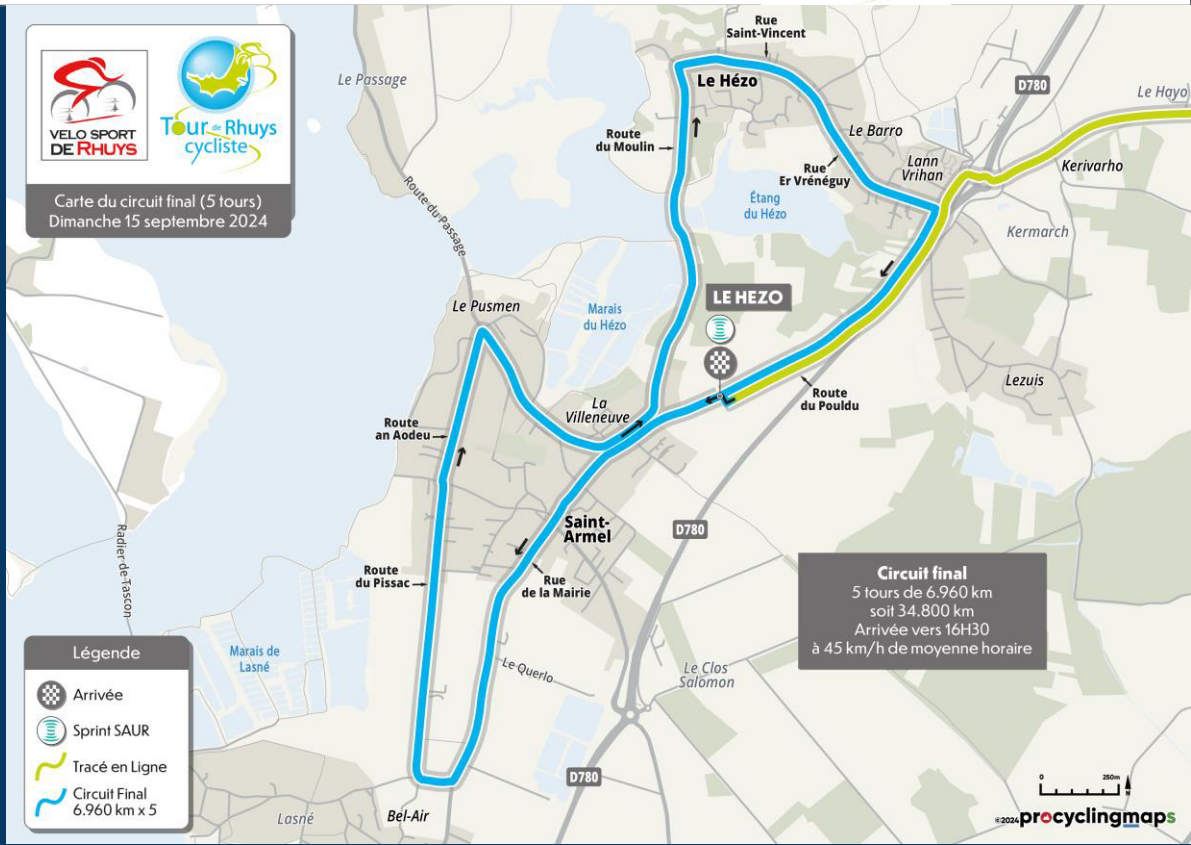 VELO SPORT
DE RHUYS
Tour de Rhuys
cycliste
Carte du circuit final (5 tours)
Dimanche 15 septembre 2024
Le Passage
Route du Passage
Rue
Saint-Vincent
Le Hézo
D780
Le Hayo
Route
du Moulin
Le Barro
Rue
Er Vrénéguy
Lann
Vrihan
Kerivarho
Étang
du Hézo
Kermarch
LE HEZO
Le Pusmen
Marais
du Hézo
Lezuis
La
Villeneuve
Route
du Pouldu
Route
an Aodeu
Saint-
Armel
D780
Radier de Tascon
Route
du Pissac
Rue
de la Mairie
Circuit final
5 tours de 6.960 km
soit 34.800 km
Arrivée vers 16H30
à 45 km/h de moyenne horaire
Marais de
Lasné
Le Querlo
Le Clos
Salomon
Légende
Arrivée
Sprint SAUR
Tracé en Ligne
Circuit Final
6.960 km x 5
D780
Lasné
Bel-Air
0 250m
N
©2024 procyclingmaps